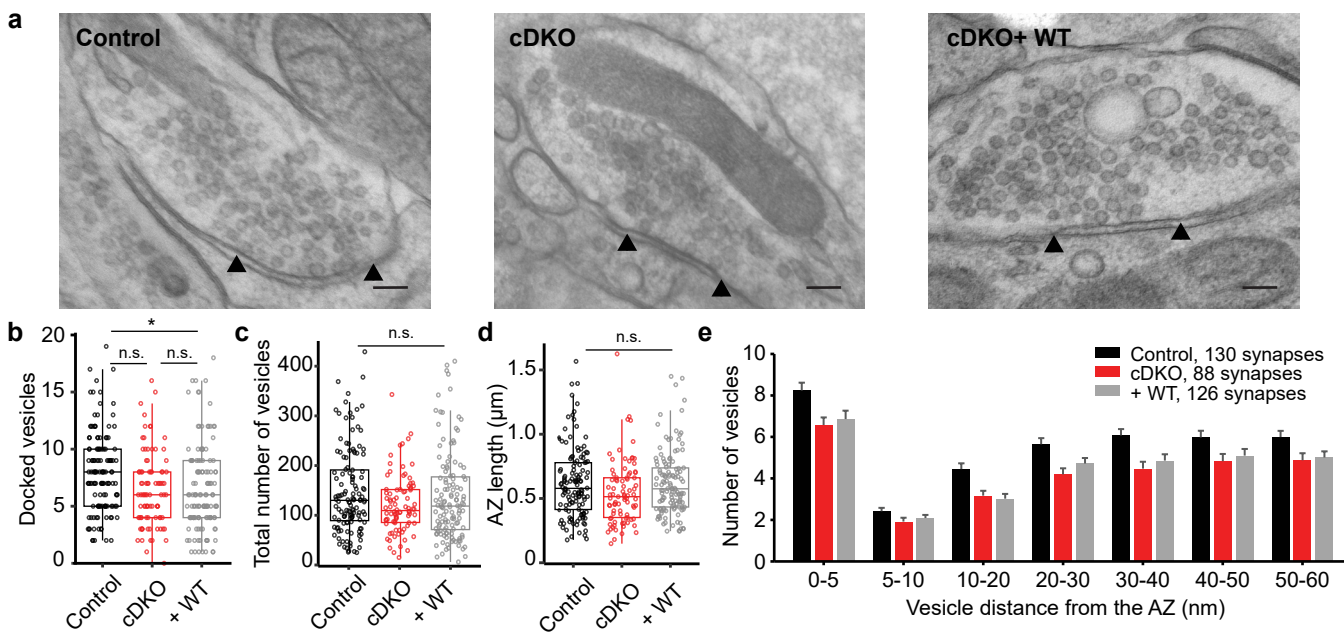 a
Control
cDKO
cDKO+ WT
b
Docked vesicles
20
15
10
5
0
*
n.s.
n.s.
Control
cDKO
+ WT
c
Total number of vesicles
400
300
200
100
0
n.s.
Control
cDKO
+ WT
d
AZ length (µm)
1.5
1.0
0.5
0
n.s.
Control
cDKO
+ WT
e
Number of vesicles
10
8
6
4
2
0
Control, 130 synapses
cDKO, 88 synapses
+ WT, 126 synapses
0-5
5-10
10-20
20-30
30-40
40-50
50-60
Vesicle distance from the AZ (nm)